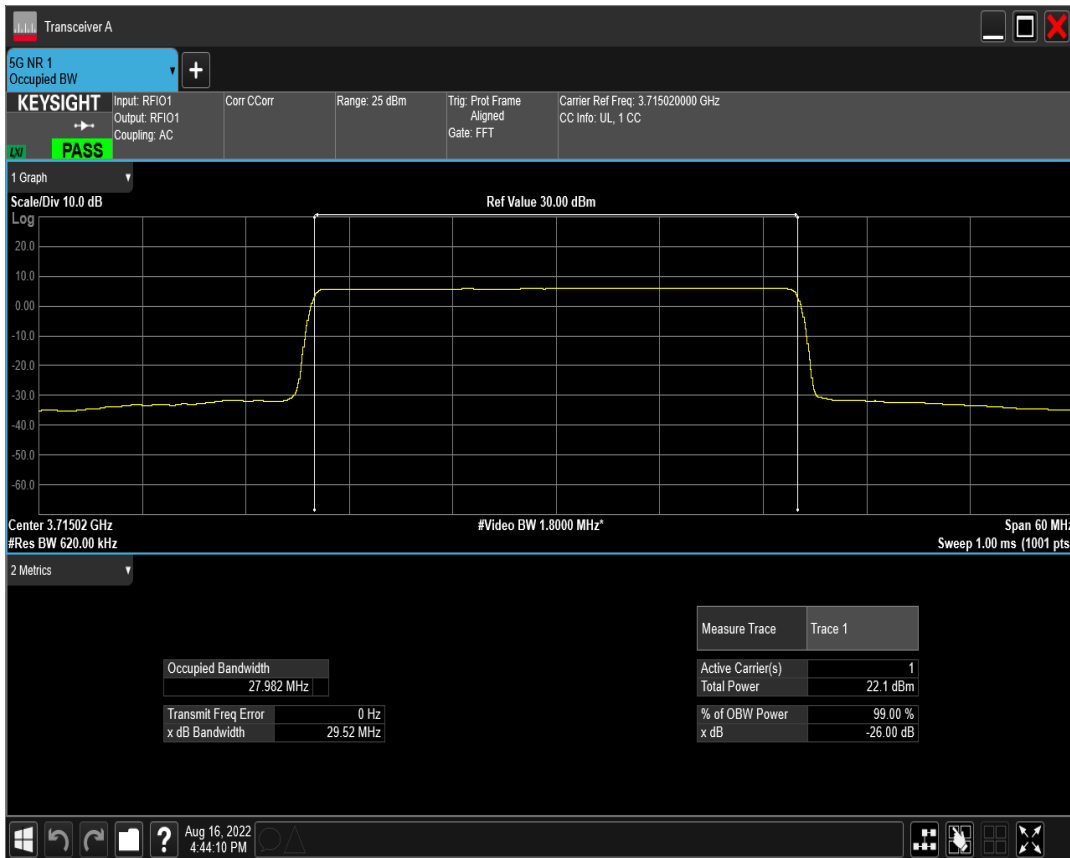 Transceiver A
5G NR 1
Occupied BW
+
KEYSIGHT
LXI
PASS
Input: RFIO1
Output: RFIO1
Coupling: AC
Corr CCorr
Range: 25 dBm
Trig: Prot Frame
Aligned
Gate: FFT
Carrier Ref Freq: 3.715020000 GHz
CC Info: UL, 1 CC
1 Graph
Scale/Div 10.0 dB
Ref Value 30.00 dBm
Log
20.0
10.0
0.00
-10.0
-20.0
-30.0
-40.0
-50.0
-60.0
Center 3.71502 GHz
#Video BW 1.8000 MHz*
Span 60 MHz
#Res BW 620.00 kHz
Sweep 1.00 ms (1001 pts
2 Metrics
Measure Trace Trace 1
Occupied Bandwidth
27.982 MHz
Active Carrier(s) 1
Total Power 22.1 dBm
Transmit Freq Error 0 Hz
x dB Bandwidth 29.52 MHz
% of OBW Power 99.00 %
x dB -26.00 dB
?
Aug 16, 2022
4:44:10 PM